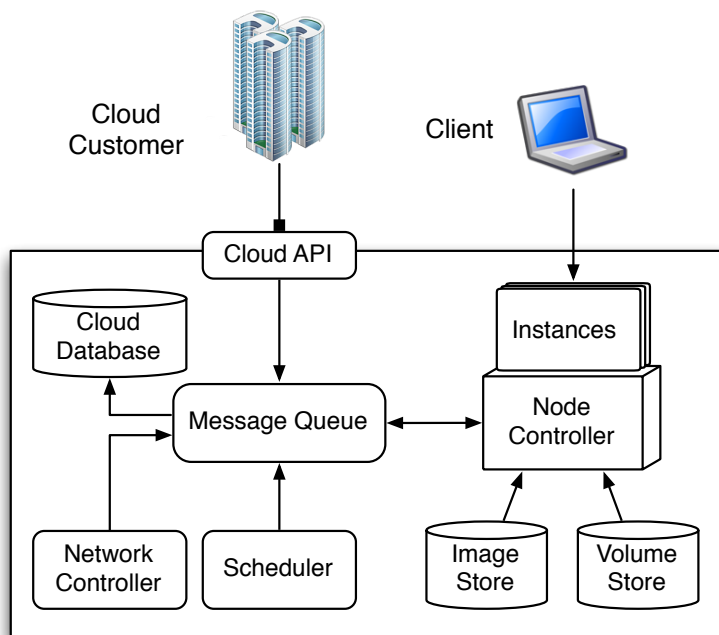 Cloud
Customer
Client
Cloud API
Cloud
Database
Instances
Message Queue
Node
Controller
Network
Controller
Scheduler
Image
Store
Volume
Store